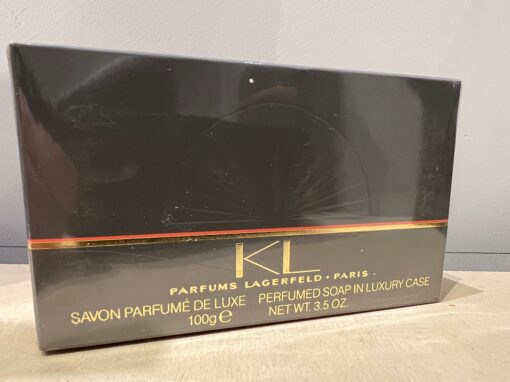 KL
PARFUMS LAGERFELD · PARIS
SAVON PARFUMÉ DE LUXE PERFUMED SOAP IN LUXURY CASE
100g ℮ NET WT. 3.5 OZ.